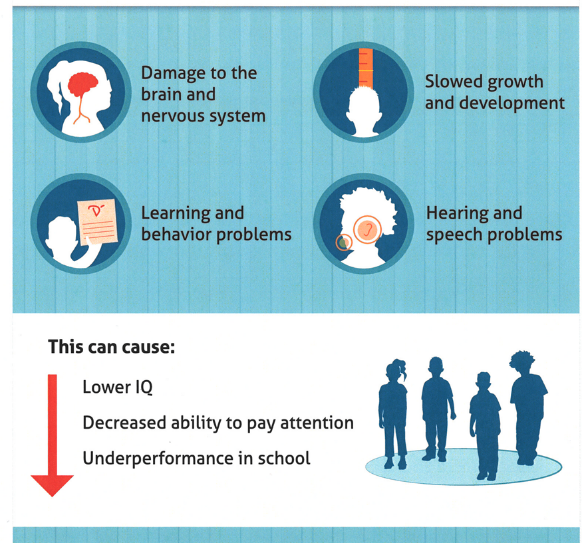 Damage to the
brain and
nervous system
Slowed growth
and development
D-
Learning and
behavior problems
Hearing and
speech problems
This can cause:
Lower IQ
Decreased ability to pay attention
Underperformance in school